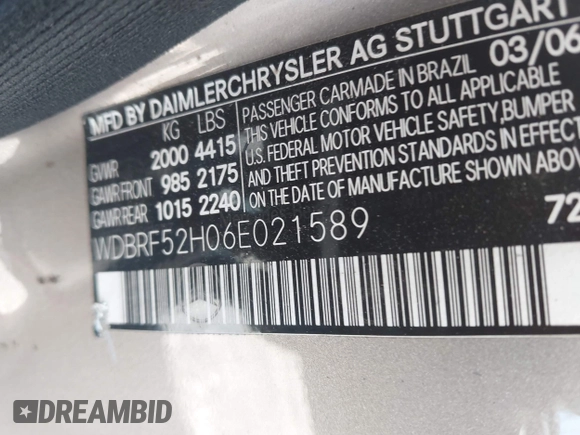 MFD BY DAIMLERCHRYSLER AG STUTTGART
03/06
KG LBS
GVWR 2000 4415
GAWR FRONT 985 2175
GAWR REAR 1015 2240
PASSENGER CARMADE IN BRAZIL
THIS VEHICLE CONFORMS TO ALL APPLICABLE
U.S. FEDERAL MOTOR VEHICLE SAFETY, BUMPER
AND THEFT PREVENTION STANDARDS IN EFFECT
ON THE DATE OF MANUFACTURE SHOWN ABOVE
WDBRF52H06E021589
72
DREAMBID